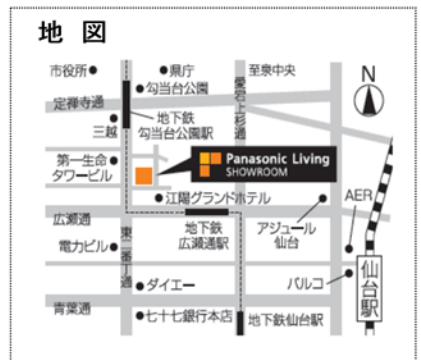 地 図
市役所
県庁
至泉中央
N
勾当台公園
定禅寺通
愛宕上杉通
地下鉄
勾当台公園駅
三越
第一生命
タワービル
Panasonic Living
SHOWROOM
江陽グランドホテル
AER
広瀬通
地下鉄
広瀬通駅
アジュール
仙台
電力ビル
東二番丁通
仙台駅
ダイエー
パルコ
青葉通
七十七銀行本店
地下鉄仙台駅